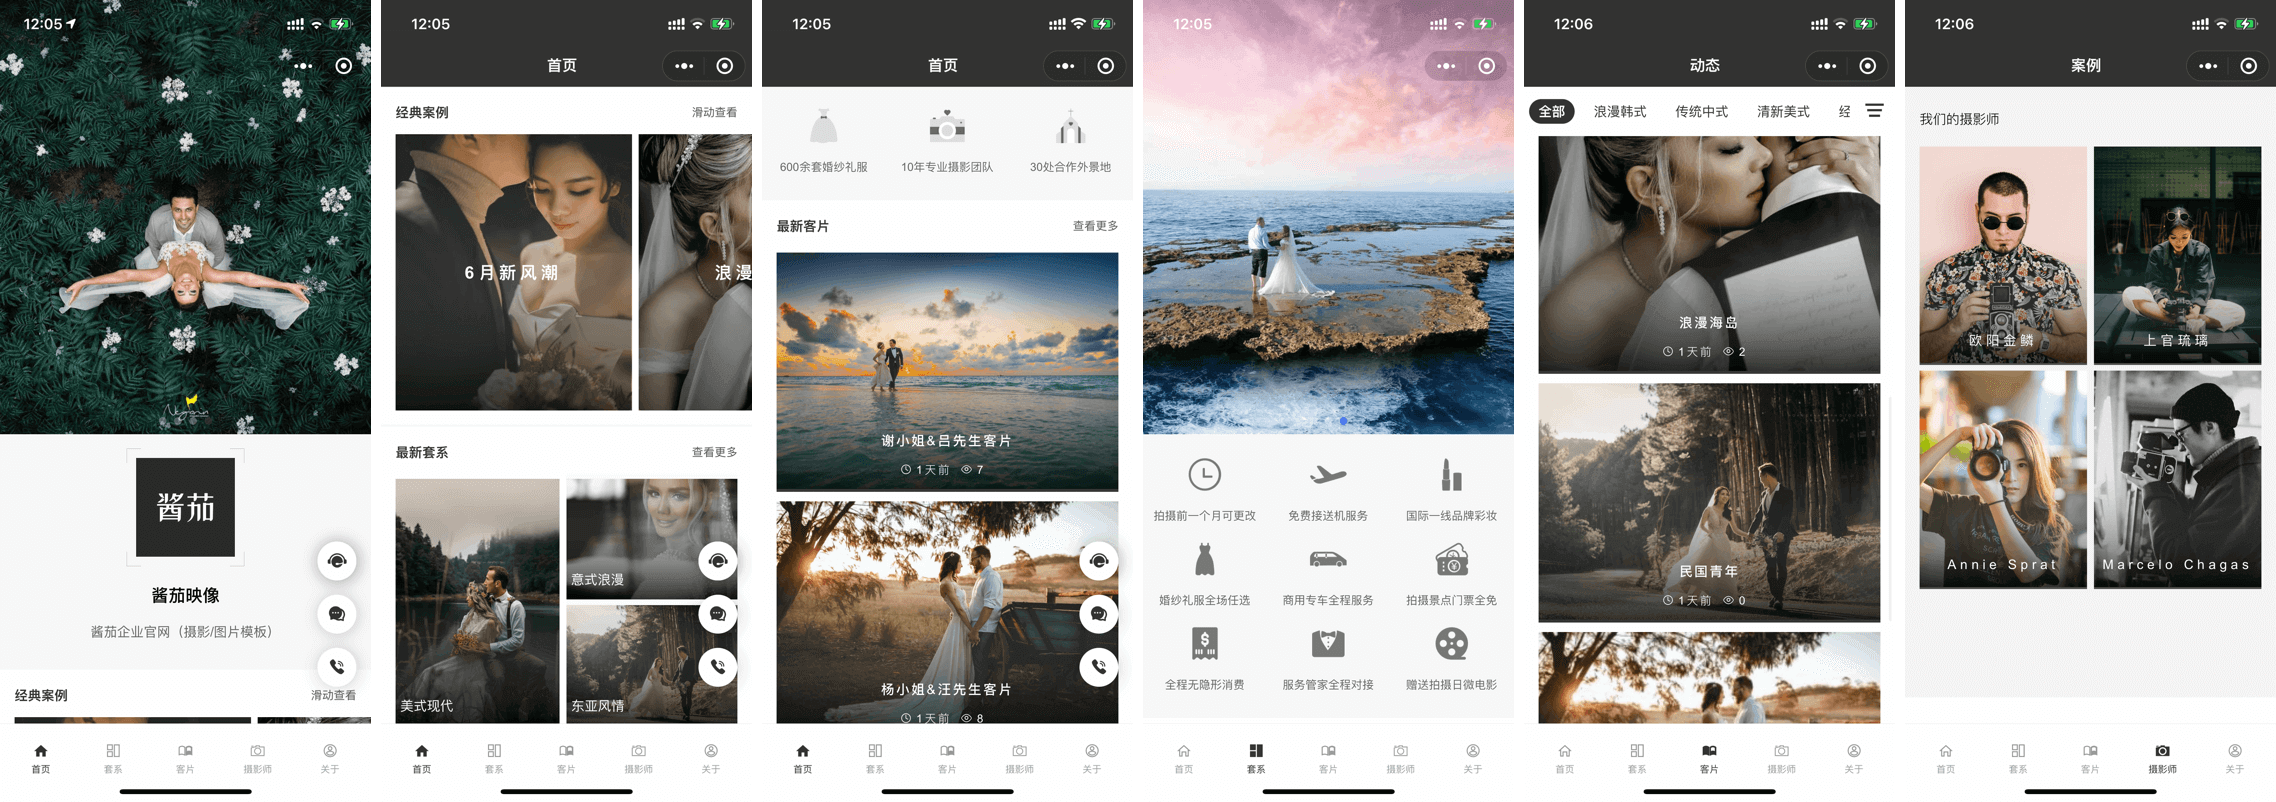 12:05
酱茄
酱茄映像
酱茄企业官网（摄影/图片模板）
经典案例
滑动查看
首页
套系
客片
摄影师
关于
12:05
首页
经典案例
滑动查看
6月新风潮
浪漫
最新套系
查看更多
意式浪漫
美式现代
东亚风情
首页
套系
客片
摄影师
关于
12:05
首页
600余套婚纱礼服
10年专业摄影团队
30处合作外景地
最新客片
查看更多
谢小姐&吕先生客片
1天前
7
杨小姐&汪先生客片
1天前
8
首页
套系
客片
摄影师
关于
12:05
拍摄前一个月可更改
免费接送机服务
国际一线品牌彩妆
婚纱礼服全场任选
商用专车全程服务
拍摄景点门票全免
全程无隐形消费
服务管家全程对接
赠送拍摄日微电影
首页
套系
客片
摄影师
关于
12:06
动态
全部
浪漫韩式
传统中式
清新美式
经
浪漫海岛
1天前
2
民国青年
1天前
0
首页
套系
客片
摄影师
关于
12:06
案例
我们的摄影师
欧阳金鳞
上官琉璃
Annie Sprat
Marcelo Chagas
首页
套系
客片
摄影师
关于